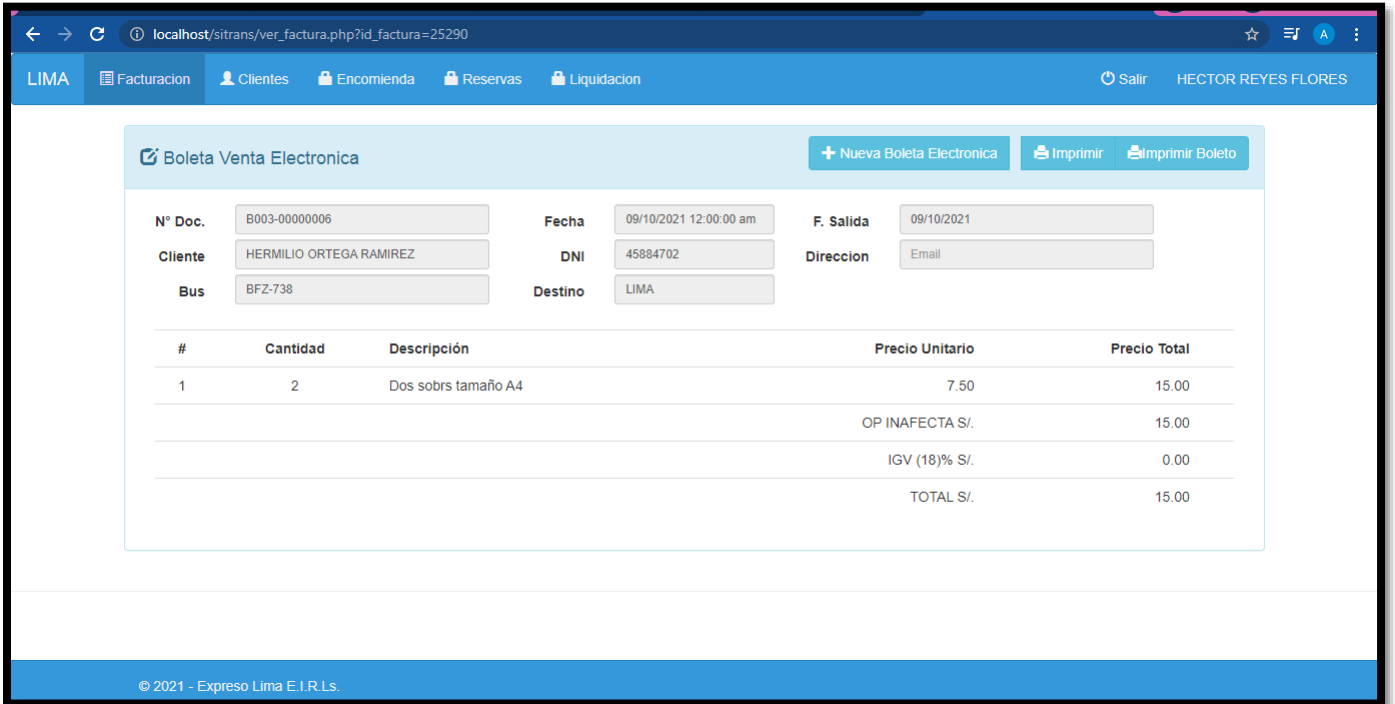 localhost/sitrans/ver_factura.php?id_factura=25290 A
LIMA Facturacion Clientes Encomienda Reservas Liquidacion Salir HECTOR REYES FLORES
Boleta Venta Electronica Nueva Boleta Electronica Imprimir Imprimir Boleto
N° Doc. B003-00000006 Fecha 09/10/2021 12:00:00 am F. Salida 09/10/2021
Cliente HERMILIO ORTEGA RAMIREZ DNI 45884702 Direccion Email
Bus BFZ-738 Destino LIMA
# Cantidad Descripción Precio Unitario Precio Total
1 2 Dos sobrs tamaño A4 7.50 15.00
OP INAFECTA S/. 15.00
IGV (18)% S/. 0.00
TOTAL S/. 15.00
© 2021 - Expreso Lima E.I.R.Ls.